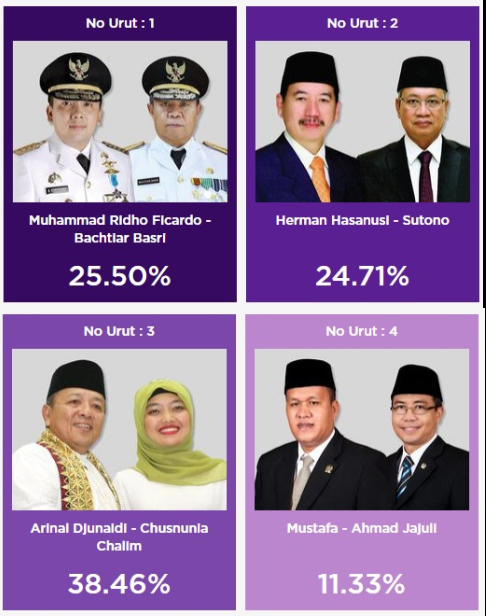 No Urut : 1
Muhammad Ridho Ficardo -
Bachtiar Basri
25.50%
No Urut : 2
Herman Hasanusi - Sutono
24.71%
No Urut : 3
Arinal Djunaidi - Chusnunia
Chalim
38.46%
No Urut : 4
Mustafa - Ahmad Jajuli
11.33%